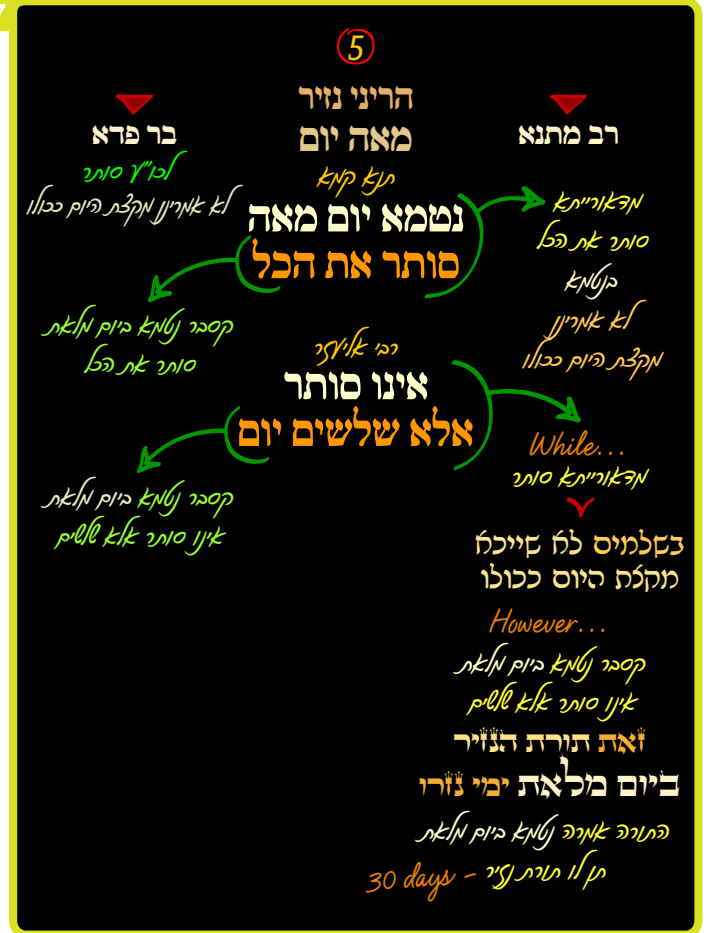 7
5
הריני נזיר
מאה יום
רב מתנא
בר פדא
תנא קמא
נטמא יום מאה
סותר את הכל
מדאורייתא
סותר את הכל
בנטמא
לא אמרינן
מקצת היום ככולו
לכו"ע סותר
לא אמרינן מקצת היום ככולו
קסבר נטמא ביום מלאת
סותר את הכל
רבי אליעזר
אינו סותר
אלא שלשים יום
While...
מדאורייתא סותר
בשלמים לא שייכא
מקצת היום ככולו
However...
קסבר נטמא ביום מלאת
אינו סותר אלא שלשים
זאת תורת הנזיר
ביום מלאת ימי נזרו
התורה אמרה נטמא ביום מלאת
תן לו תורת נזיר - 30 days
קסבר נטמא ביום מלאת
אינו סותר אלא שלשים